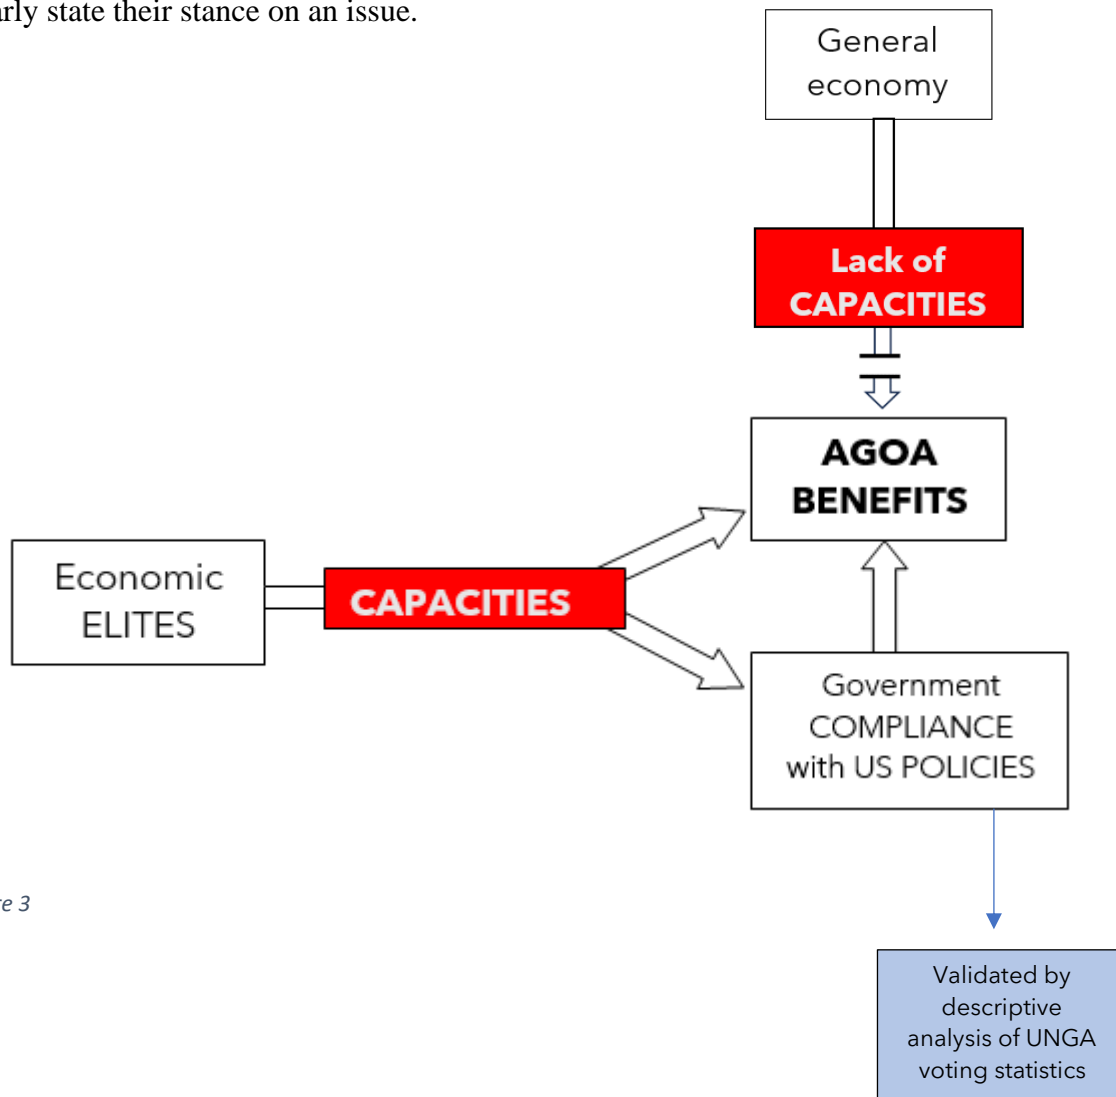 arly state their stance on an issue.
General
economy
Lack of
CAPACITIES
AGOA
BENEFITS
Economic
ELITES
CAPACITIES
Government
COMPLIANCE
with US POLICIES
re 3
Validated by
descriptive
analysis of UNGA
voting statistics